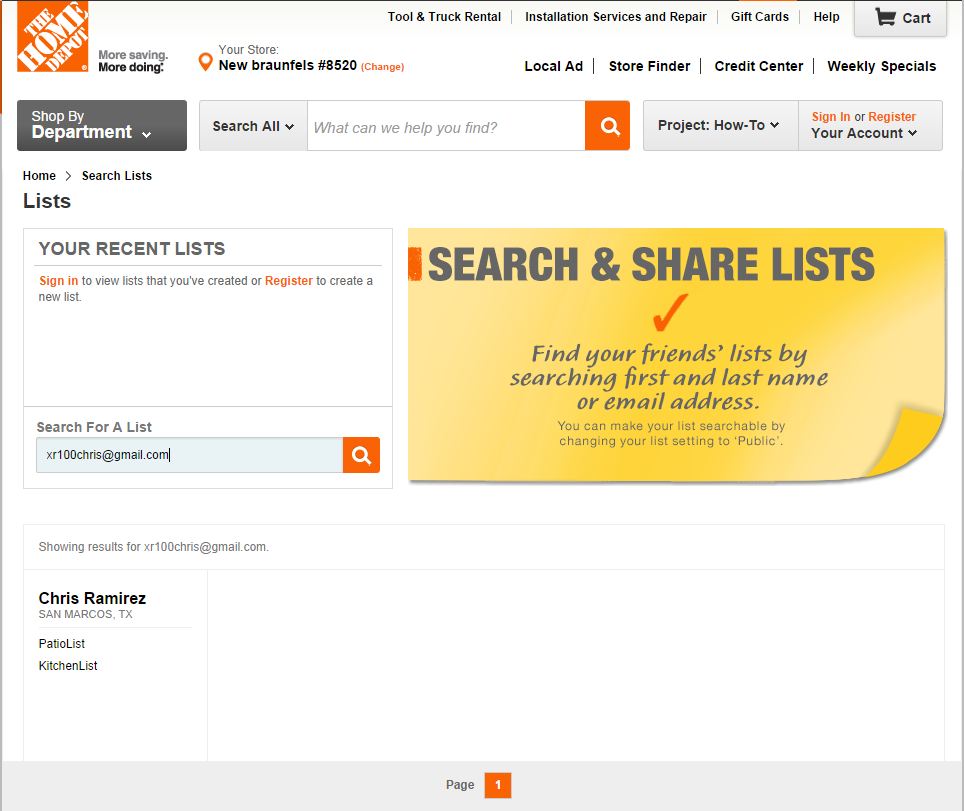 THE HOME DEPOT
More saving.
More doing.
Tool & Truck Rental
Installation Services and Repair
Gift Cards
Help
Cart
Your Store:
New braunfels #8520 (Change)
Local Ad
Store Finder
Credit Center
Weekly Specials
Shop By
Department
Search All
What can we help you find?
Project: How-To
Sign In or Register
Your Account
Home > Search Lists
Lists
YOUR RECENT LISTS
Sign in to view lists that you've created or Register to create a
new list.
Search For A List
xr100chris@gmail.com
SEARCH & SHARE LISTS
Find your friends' lists by
searching first and last name
or email address.
You can make your list searchable by
changing your list setting to 'Public'.
Showing results for xr100chris@gmail.com.
Chris Ramirez
SAN MARCOS, TX
PatioList
KitchenList
Page 1